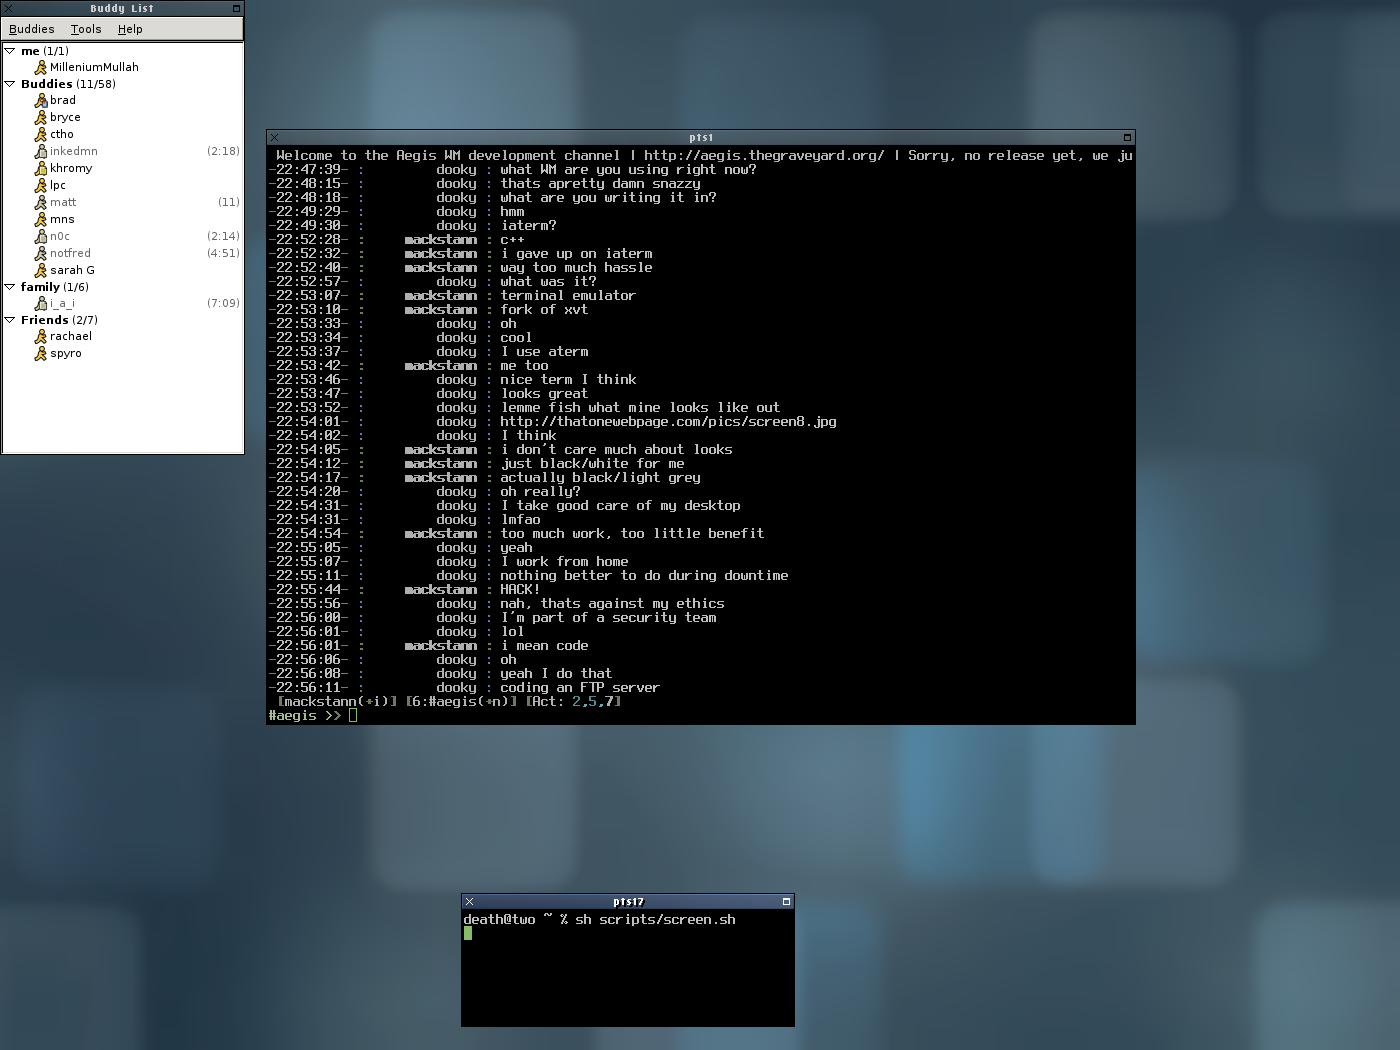 Buddy List
Buddies Tools Help
me (1/1)
MilleniumMullah
Buddies (11/58)
brad
bryce
ctho
inkedmn (2:18)
khromy
lpc
matt (11)
mns
n0c (2:14)
notfred (4:51)
sarah G
family (1/6)
i_a_i (7:09)
Friends (2/7)
rachael
spyro
pts1
Welcome to the Aegis WM development channel | http://aegis.thegraveyard.org/ | Sorry, no release yet, we ju
-22:47:39- : dooky : what WM are you using right now?
-22:48:15- : dooky : thats apretty damn snazzy
-22:48:18- : dooky : what are you writing it in?
-22:49:29- : dooky : hmm
-22:49:30- : dooky : iaterm?
-22:52:28- : mackstann : c++
-22:52:32- : mackstann : i gave up on iaterm
-22:52:40- : mackstann : way too much hassle
-22:52:57- : dooky : what was it?
-22:53:07- : mackstann : terminal emulator
-22:53:10- : mackstann : fork of xvt
-22:53:33- : dooky : oh
-22:53:34- : dooky : cool
-22:53:37- : dooky : I use aterm
-22:53:42- : mackstann : me too
-22:53:46- : dooky : nice term I think
-22:53:47- : dooky : looks great
-22:53:52- : dooky : lemme fish what mine looks like out
-22:54:01- : dooky : http://thatonewebpage.com/pics/screen8.jpg
-22:54:02- : dooky : I think
-22:54:05- : mackstann : i don't care much about looks
-22:54:12- : mackstann : just black/white for me
-22:54:17- : mackstann : actually black/light grey
-22:54:20- : dooky : oh really?
-22:54:31- : dooky : I take good care of my desktop
-22:54:31- : dooky : lmfao
-22:54:54- : mackstann : too much work, too little benefit
-22:55:05- : dooky : yeah
-22:55:07- : dooky : I work from home
-22:55:11- : dooky : nothing better to do during downtime
-22:55:44- : mackstann : HACK!
-22:55:56- : dooky : nah, thats against my ethics
-22:56:00- : dooky : I'm part of a security team
-22:56:01- : dooky : lol
-22:56:01- : mackstann : i mean code
-22:56:06- : dooky : oh
-22:56:08- : dooky : yeah I do that
-22:56:11- : dooky : coding an FTP server
[mackstann(+i)] [6:#aegis(+n)] [Act: 2,5,7]
#aegis >>
pts17
death@two ~ % sh scripts/screen.sh